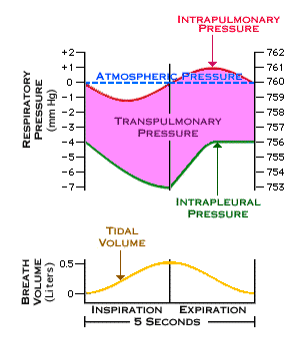 INTRAPULMONARY
PRESSURE
+2
+1
0
-1
-2
-3
-4
-5
-6
-7
RESPIRATORY
PRESSURE
(mm Hg)
ATMOSPHERIC PRESSURE
TRANSPULMONARY
PRESSURE
762
761
760
759
758
757
756
755
754
753
INTRAPLEURAL
PRESSURE
TIDAL
VOLUME
BREATH
VOLUME
(Liters)
0.5
0
INSPIRATION
EXPIRATION
5 SECONDS